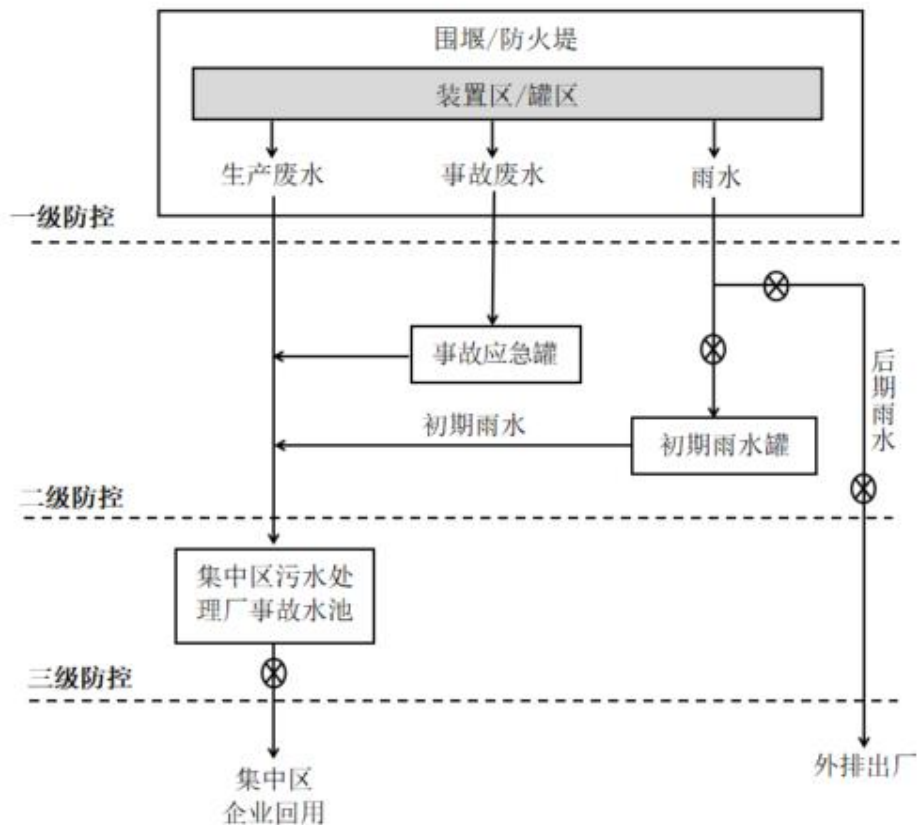 围堰/防火堤
装置区/罐区
生产废水
事故废水
雨水
一级防控
事故应急罐
后期雨水
初期雨水
初期雨水罐
二级防控
集中区污水处
理厂事故水池
三级防控
外排出厂
集中区
企业回用